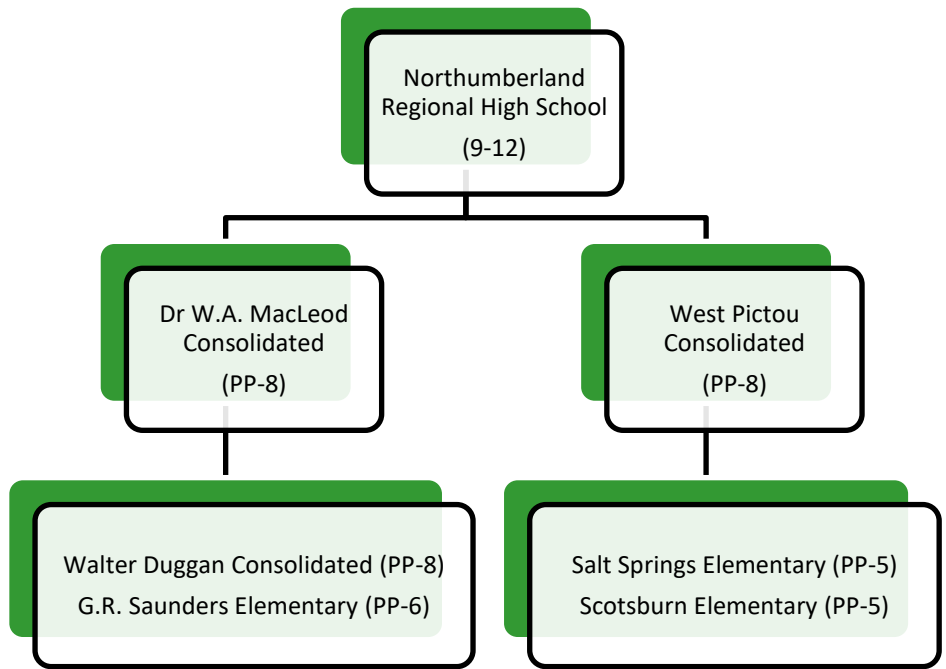 Northumberland
Regional High School
(9-12)
Dr W.A. MacLeod
Consolidated
(PP-8)
West Pictou
Consolidated
(PP-8)
Walter Duggan Consolidated (PP-8)
G.R. Saunders Elementary (PP-6)
Salt Springs Elementary (PP-5)
Scotsburn Elementary (PP-5)